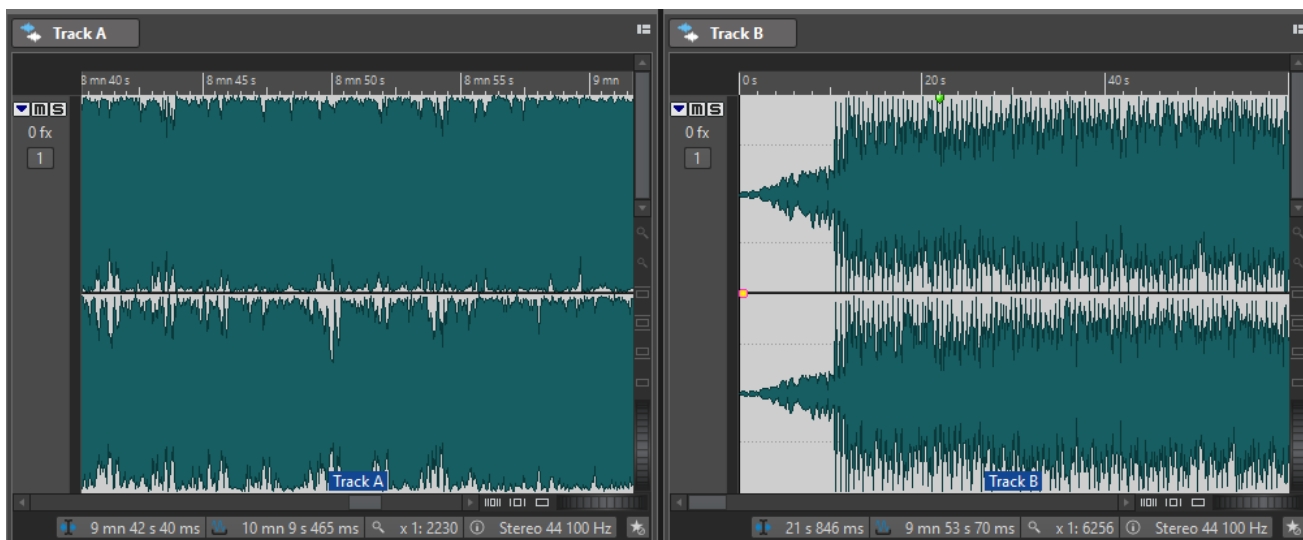 Track A
8 mn 40 s 8 mn 45 s 8 mn 50 s 8 mn 55 s 9 mn
m S
0 fx
1
Track A
9 mn 42 s 40 ms 10 mn 9 s 465 ms x 1: 2230 Stereo 44 100 Hz
Track B
0 s 20 s 40 s
m S
0 fx
1
Track B
21 s 846 ms 9 mn 53 s 70 ms x 1: 6256 Stereo 44 100 Hz